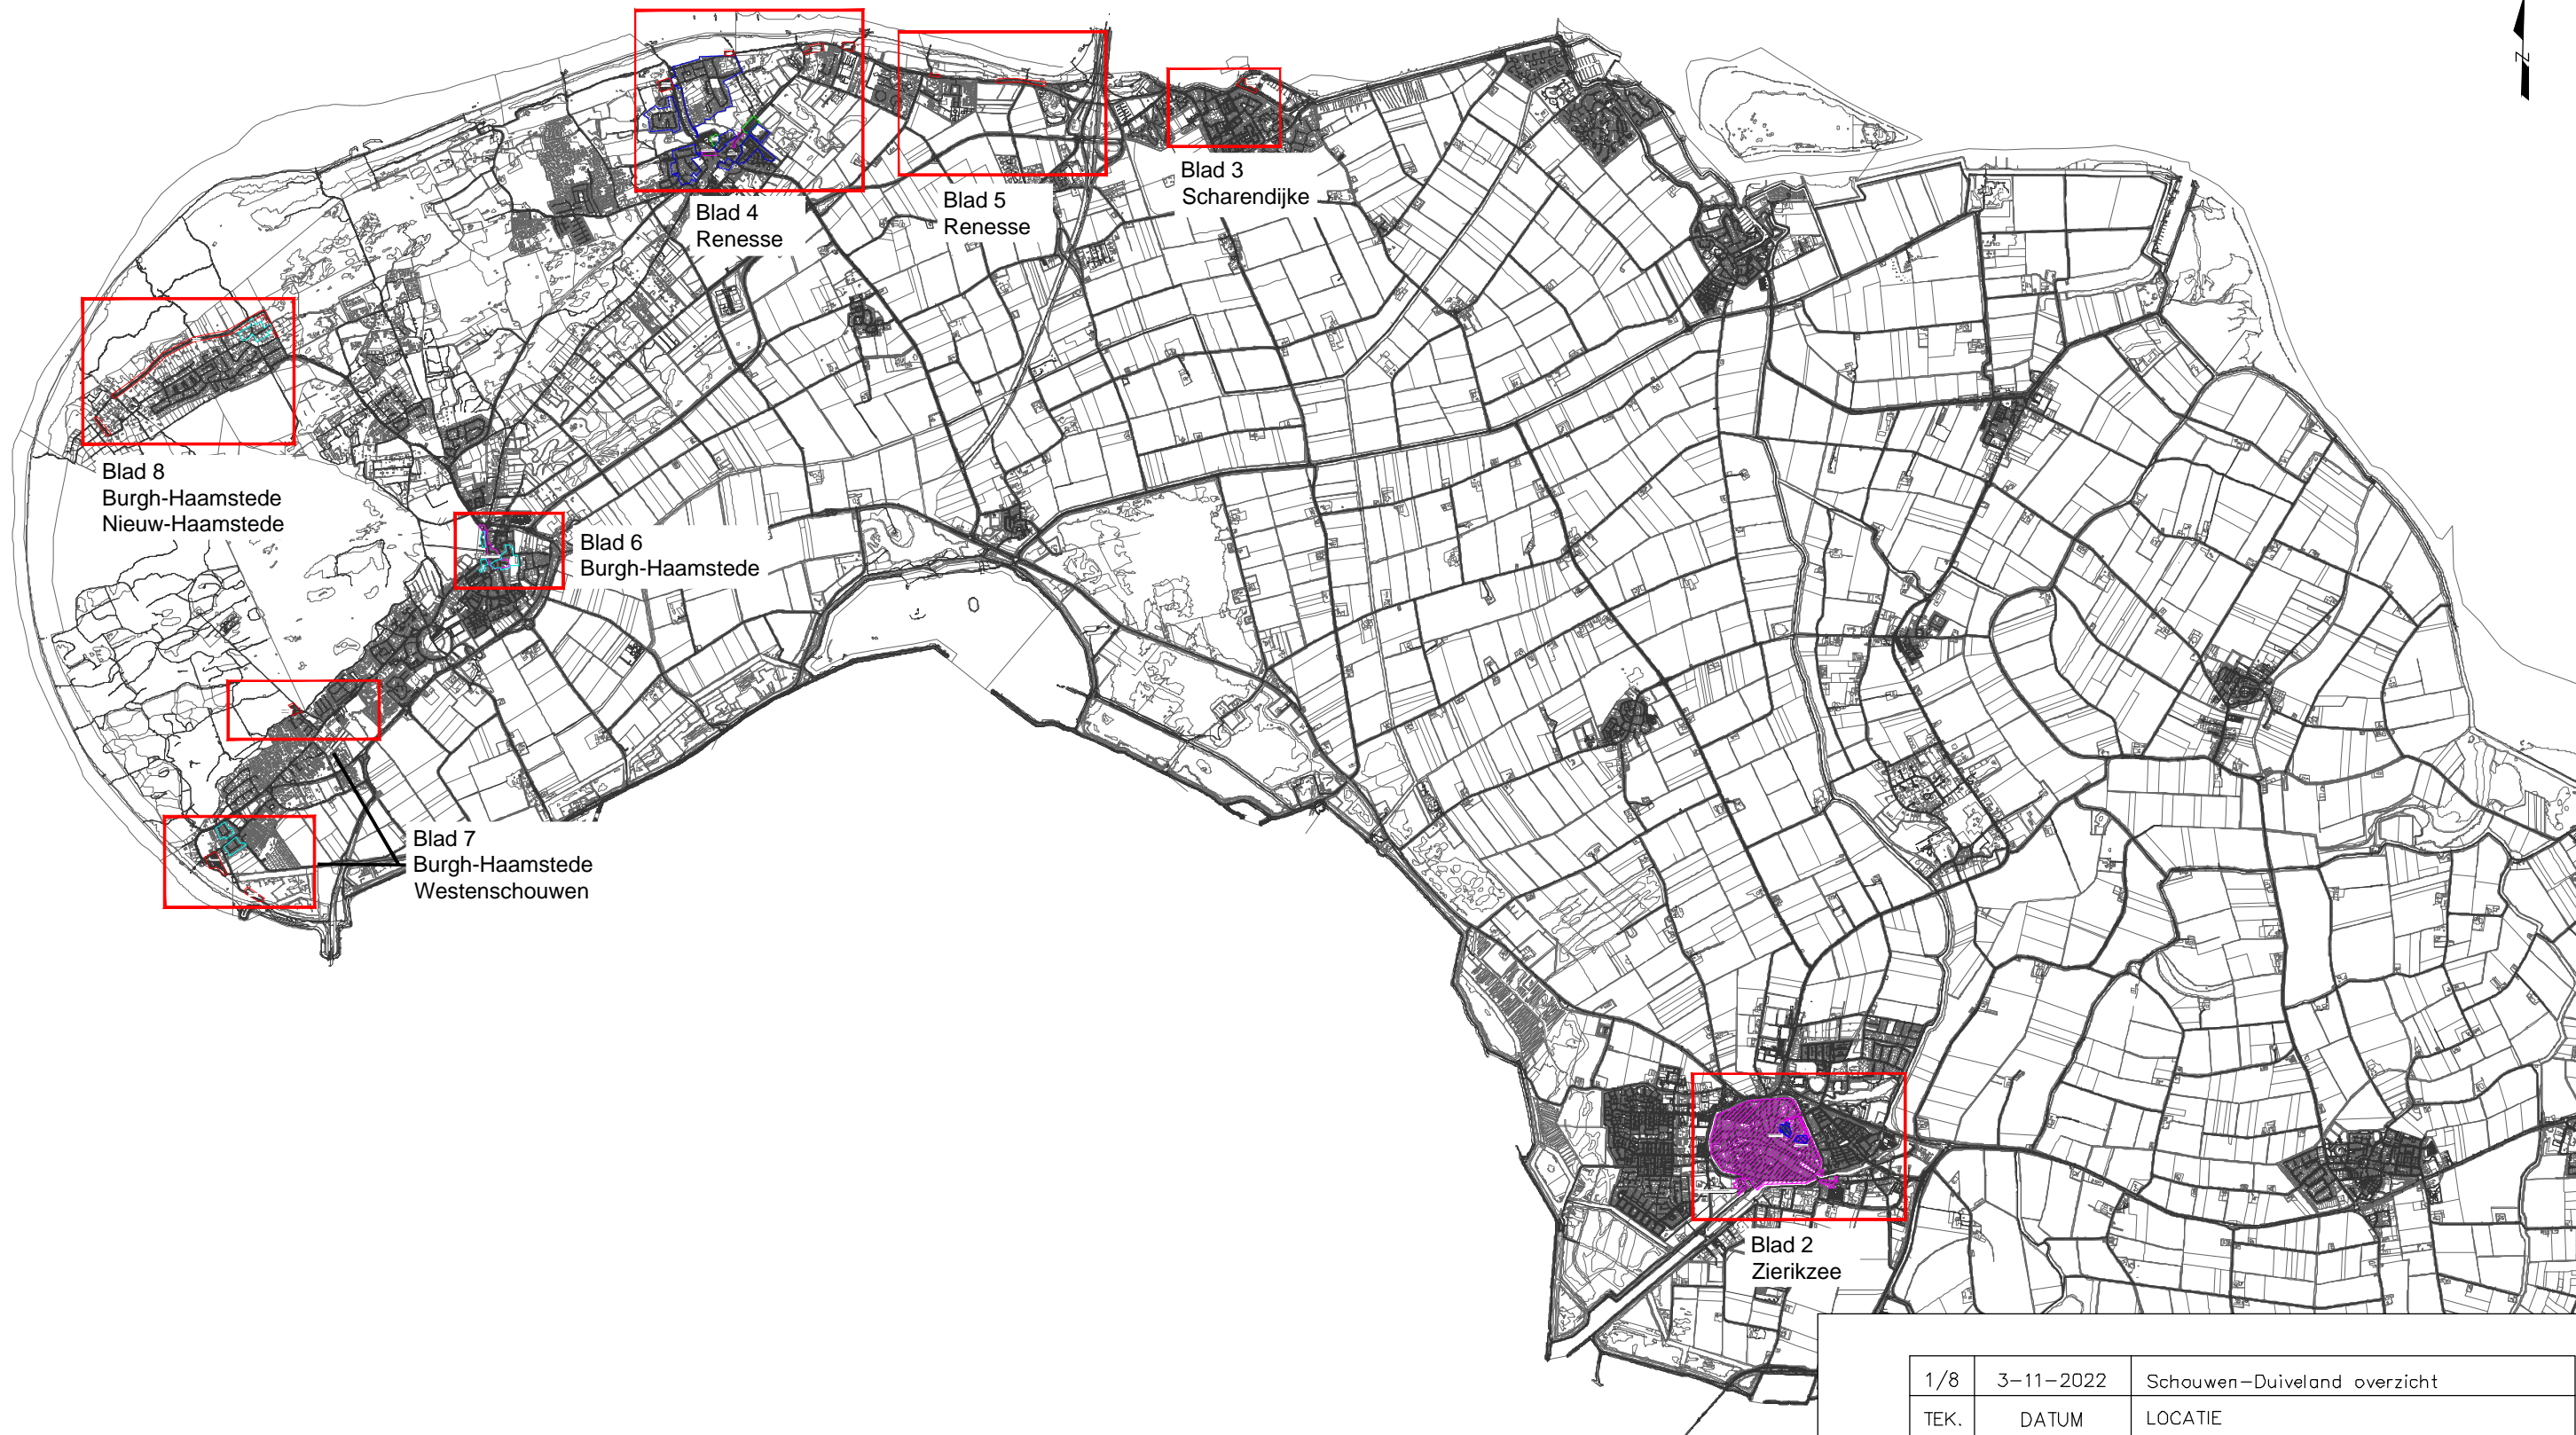 N
Blad 4
Renesse
Blad 5
Renesse
Blad 3
Scharendijke
Blad 8
Burgh-Haamstede
Nieuw-Haamstede
Blad 6
Burgh-Haamstede
Blad 7
Burgh-Haamstede
Westenschouwen
Blad 2
Zierikzee
1/8 3-11-2022 Schouwen-Duiveland overzicht
TEK. DATUM LOCATIE